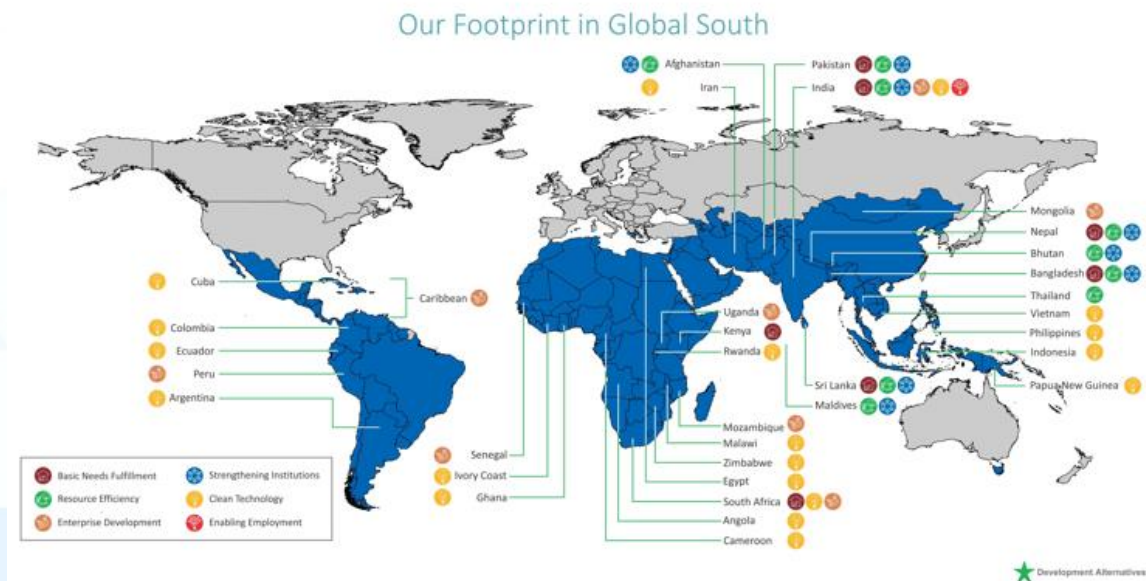 Our Footprint in Global South
Afghanistan
Pakistan
Iran
India
Mongolia
Nepal
Bhutan
Bangladesh
Thailand
Vietnam
Philippines
Indonesia
Papua New Guinea
Cuba
Caribbean
Colombia
Ecuador
Peru
Argentina
Uganda
Kenya
Rwanda
Sri Lanka
Maldives
Senegal
Ivory Coast
Ghana
Mozambique
Malawi
Zimbabwe
Egypt
South Africa
Angola
Cameroon
Basic Needs Fulfillment
Strengthening Institutions
Resource Efficiency
Clean Technology
Enterprise Development
Enabling Employment
Development Alternatives